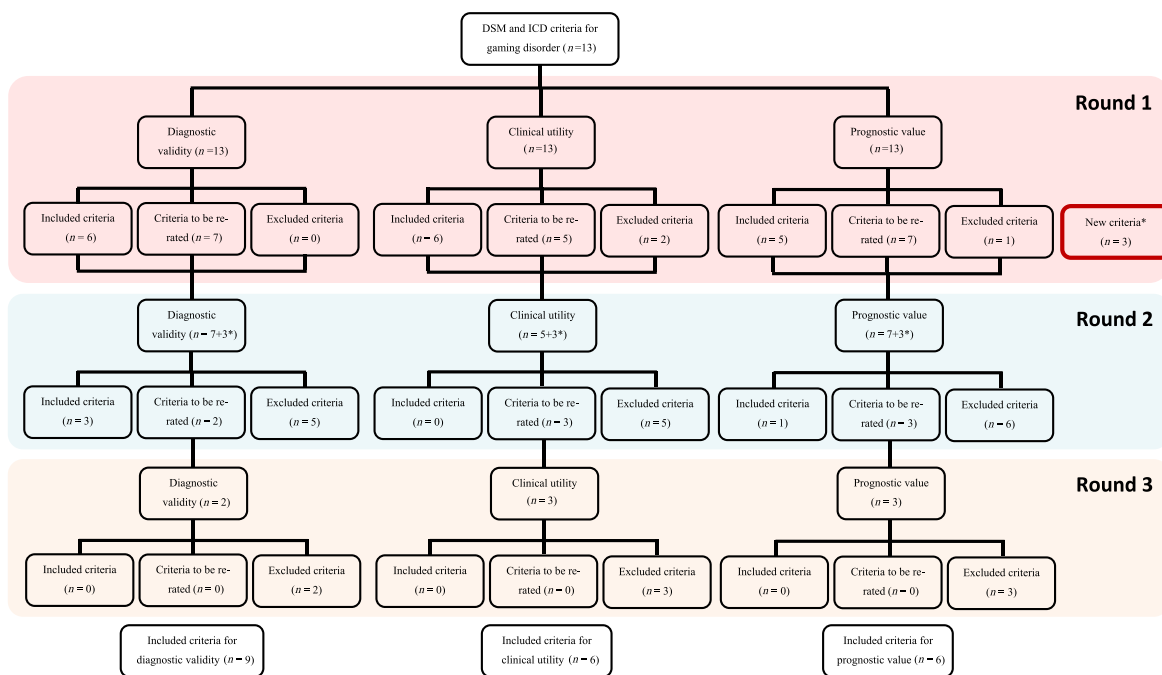 DSM and ICD criteria for
gaming disorder (n=13)
Round 1
Diagnostic
validity (n=13)
Clinical utility
(n=13)
Prognostic value
(n=13)
Included criteria
(n = 6)
Criteria to be re-
rated (n = 7)
Excluded criteria
(n = 0)
Included criteria
(n = 6)
Criteria to be re-
rated (n = 5)
Excluded criteria
(n = 2)
Included criteria
(n = 5)
Criteria to be re-
rated (n = 7)
Excluded criteria
(n = 1)
New criteria*
(n = 3)
Round 2
Diagnostic
validity (n = 7+3*)
Clinical utility
(n = 5+3*)
Prognostic value
(n = 7+3*)
Included criteria
(n = 3)
Criteria to be re-
rated (n = 2)
Excluded criteria
(n = 5)
Included criteria
(n = 0)
Criteria to be re-
rated (n = 3)
Excluded criteria
(n = 5)
Included criteria
(n = 1)
Criteria to be re-
rated (n = 3)
Excluded criteria
(n = 6)
Round 3
Diagnostic
validity (n = 2)
Clinical utility
(n = 3)
Prognostic value
(n = 3)
Included criteria
(n = 0)
Criteria to be re-
rated (n = 0)
Excluded criteria
(n = 2)
Included criteria
(n = 0)
Criteria to be re-
rated (n = 0)
Excluded criteria
(n = 3)
Included criteria
(n = 0)
Criteria to be re-
rated (n = 0)
Excluded criteria
(n = 3)
Included criteria for
diagnostic validity (n = 9)
Included criteria for
clinical utility (n = 6)
Included criteria for
prognostic value (n = 6)